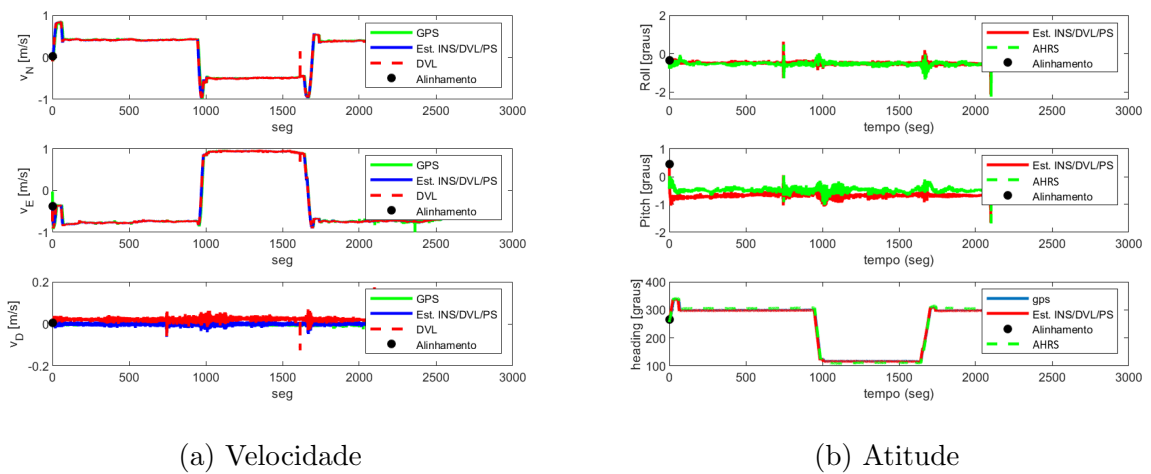 1
0
-1
v_N [m/s]
0
500
1000
1500
2000
2500
3000
seg
GPS
Est. INS/DVL/PS
DVL
Alinhamento
1
0
-1
v_E [m/s]
0
500
1000
1500
2000
2500
3000
seg
GPS
Est. INS/DVL/PS
DVL
Alinhamento
0.2
0
-0.2
v_D [m/s]
0
500
1000
1500
2000
2500
3000
seg
GPS
Est. INS/DVL/PS
DVL
Alinhamento
(a) Velocidade
2
0
-2
Roll [graus]
0
500
1000
1500
2000
2500
3000
tempo (seg)
Est. INS/DVL/PS
AHRS
Alinhamento
1
0
-1
-2
Pitch [graus]
0
500
1000
1500
2000
2500
3000
tempo (seg)
Est. INS/DVL/PS
AHRS
Alinhamento
400
300
200
100
heading [graus]
0
500
1000
1500
2000
2500
3000
tempo (seg)
gps
Est. INS/DVL/PS
Alinhamento
AHRS
(b) Atitude